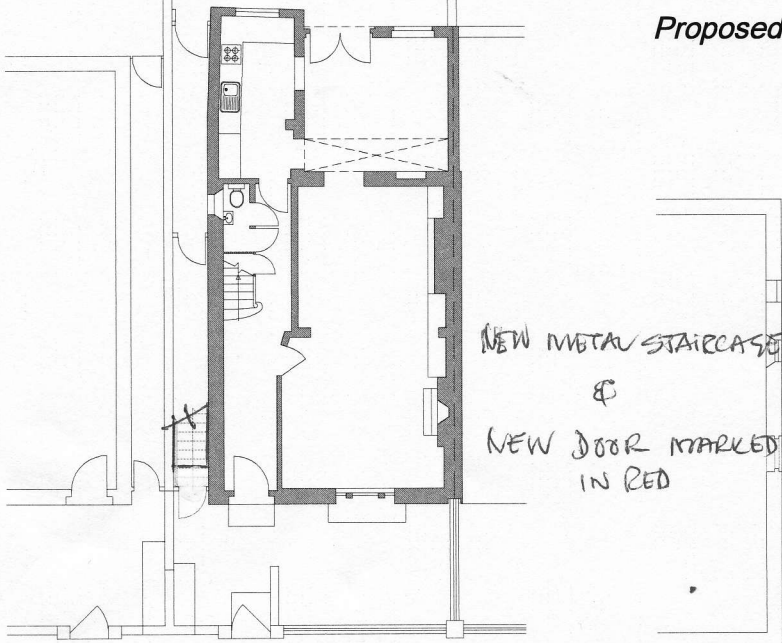 Proposed
NEW METAL STAIRCASE
&
NEW DOOR MARKED
IN RED